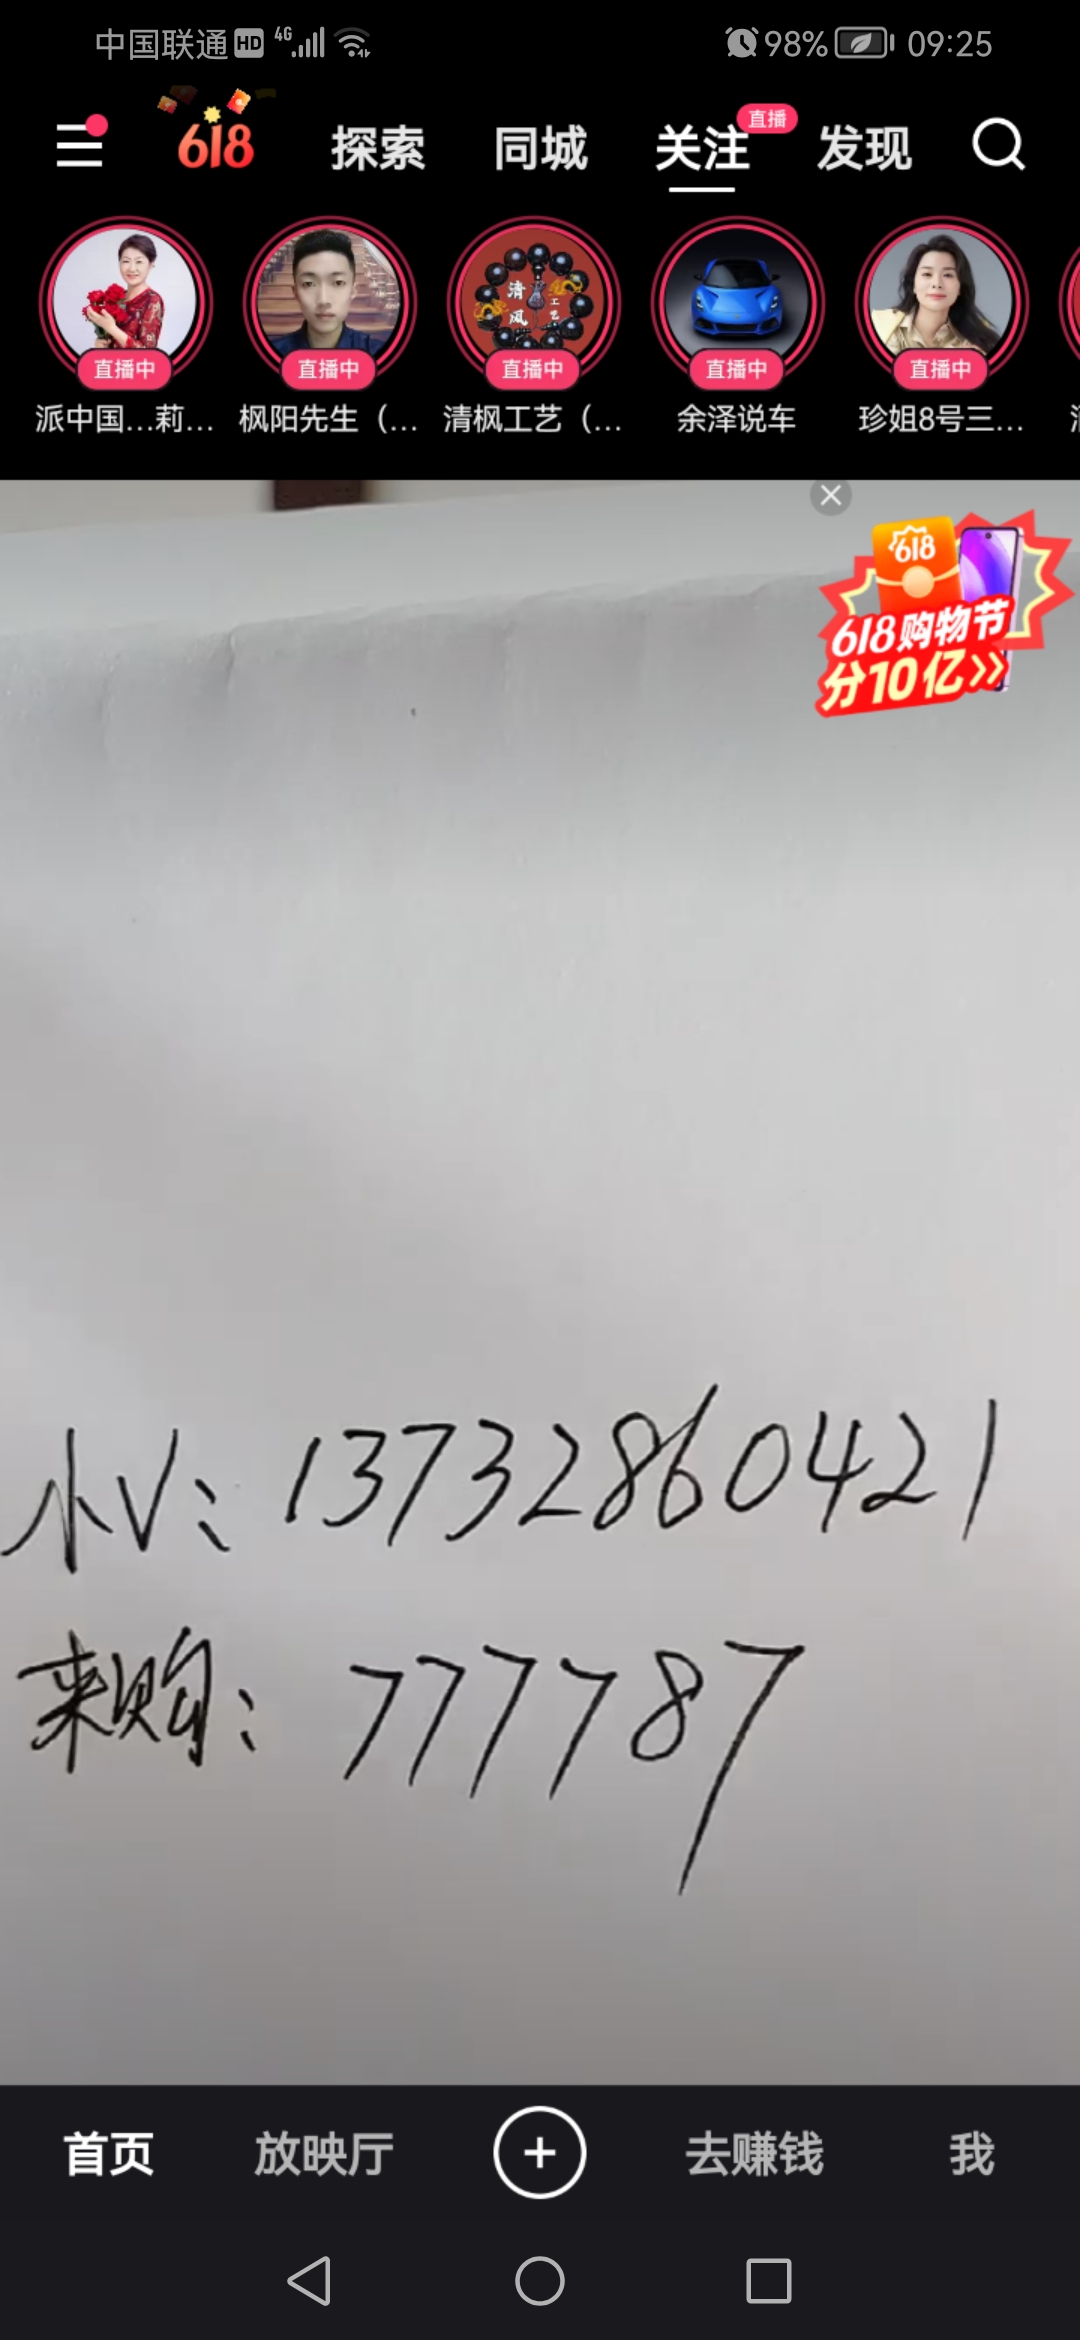 中国联通 HD 4G 98% 09:25
618 探索 同城 关注 直播 发现
直播中 直播中 直播中 直播中 直播中
清风 工艺
派中国...莉... 枫阳先生（... 清枫工艺（... 余泽说车 珍姐8号三...
618
618购物节
分10亿»
小V：13732860421
来购：777787
首页 放映厅 去赚钱 我